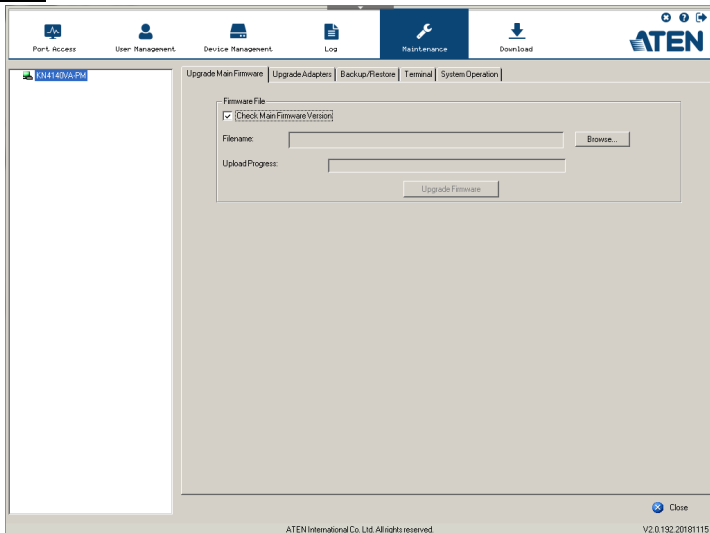 ATEN
Port Access
User Management
Device Management
Log
Maintenance
Download
KN4140VA-PM
Upgrade Main Firmware
Upgrade Adapters
Backup/Restore
Terminal
System Operation
Firmware File
Check Main Firmware Version
Filename:
Browse...
Upload Progress:
Upgrade Firmware
Close
ATEN International Co. Ltd. All rights reserved.
V2.0.192.20181115